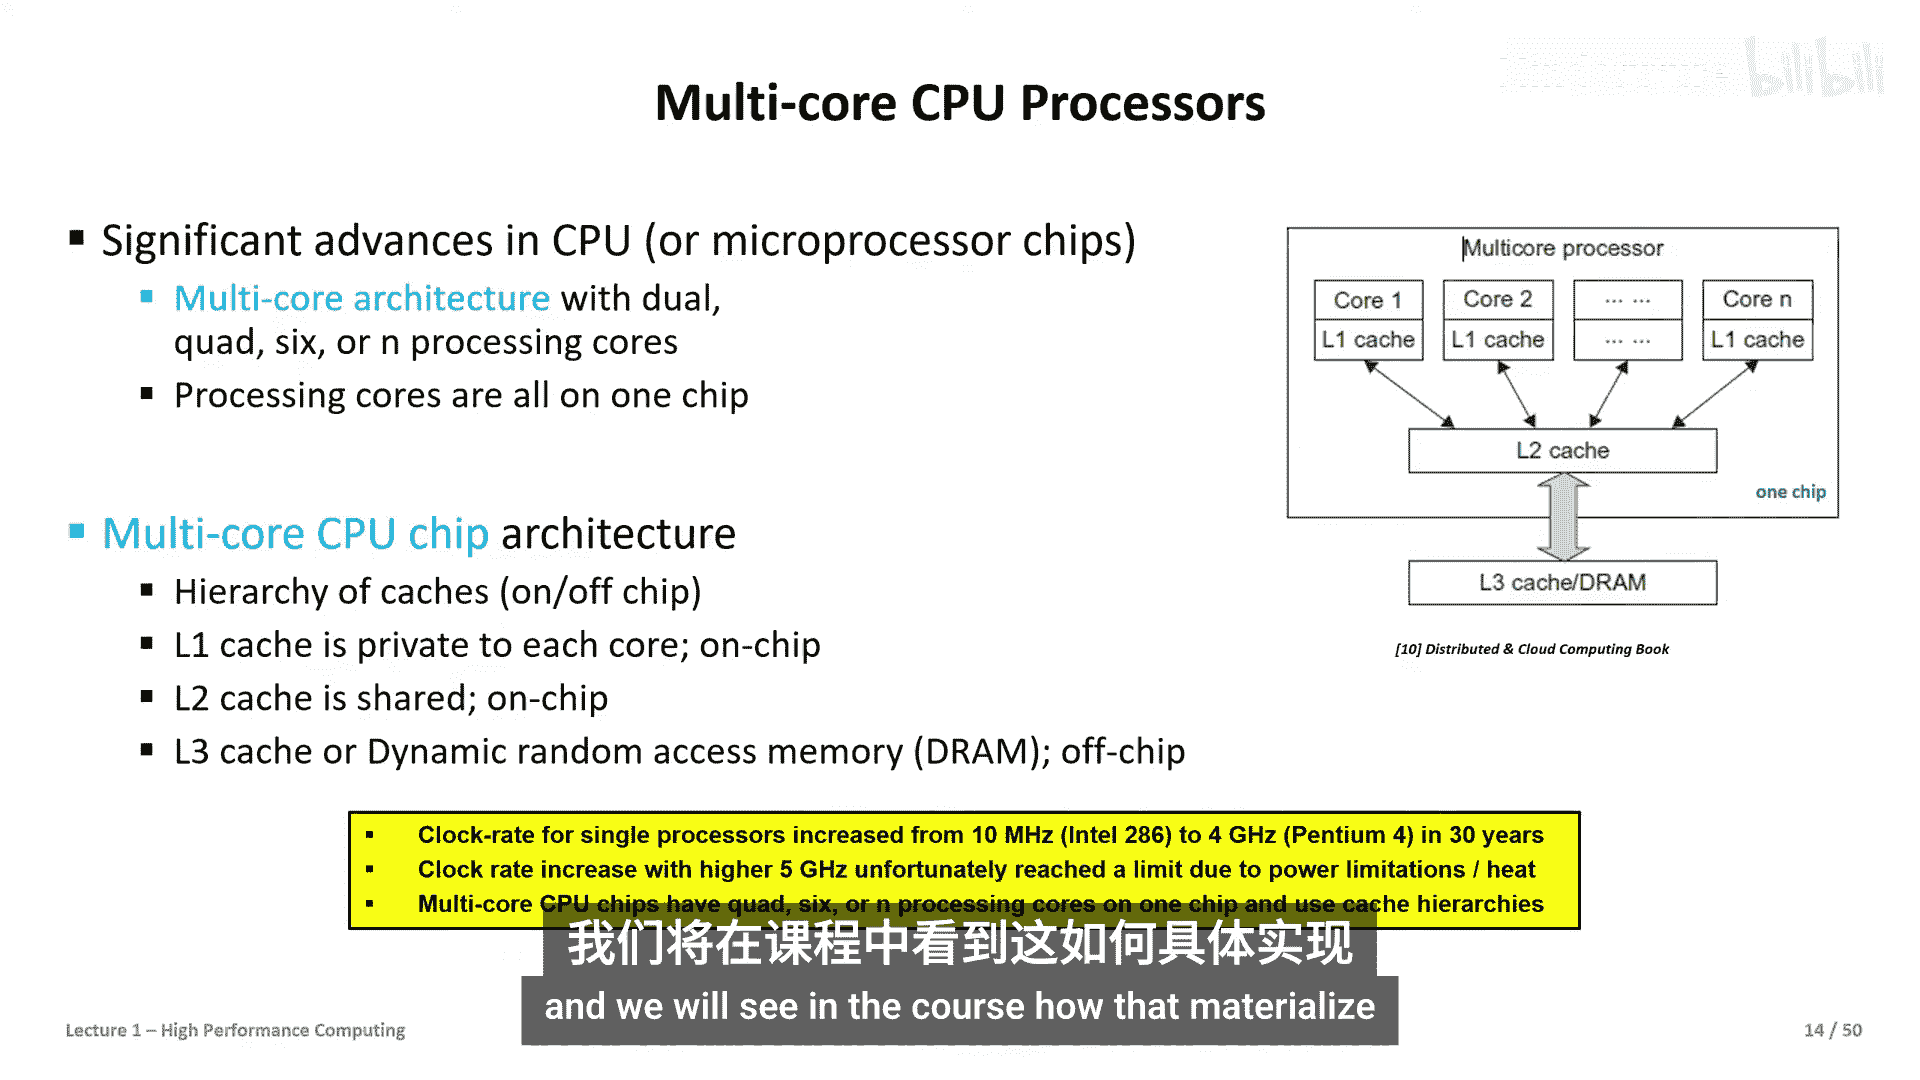 bilibili
Multi-core CPU Processors
▪ Significant advances in CPU (or microprocessor chips)
▪ Multi-core architecture with dual,
quad, six, or n processing cores
▪ Processing cores are all on one chip
▪ Multi-core CPU chip architecture
▪ Hierarchy of caches (on/off chip)
▪ L1 cache is private to each core; on-chip
▪ L2 cache is shared; on-chip
▪ L3 cache or Dynamic random access memory (DRAM); off-chip
Multicore processor
Core 1 Core 2 ... ... Core n
L1 cache L1 cache ... ... L1 cache
L2 cache
one chip
L3 cache/DRAM
[10] Distributed & Cloud Computing Book
▪ Clock-rate for single processors increased from 10 MHz (Intel 286) to 4 GHz (Pentium 4) in 30 years
▪ Clock rate increase with higher 5 GHz unfortunately reached a limit due to power limitations / heat
▪ Multi-core CPU chips have quad, six, or n processing cores on one chip and use cache hierarchies
我们将在课程中看到这如何具体实现
and we will see in the course how that materialize
Lecture 1 – High Performance Computing
14 / 50